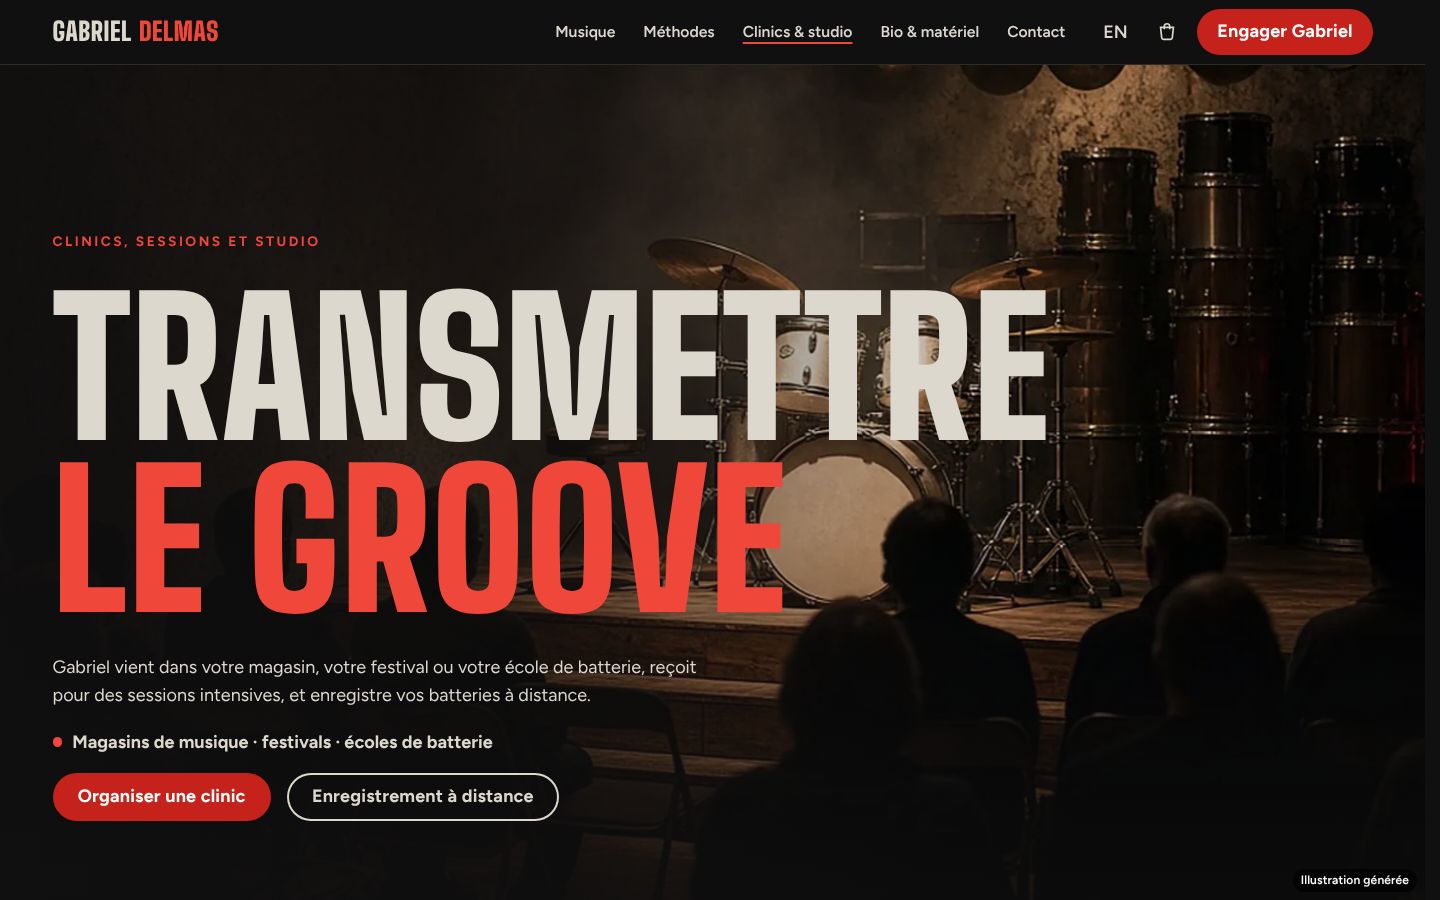 GABRIEL DELMAS
Musique
Méthodes
Clinics & studio
Bio & matériel
Contact
EN
Engager Gabriel
CLINICS, SESSIONS ET STUDIO
TRANSMETTRE
LE GROOVE
Gabriel vient dans votre magasin, votre festival ou votre école de batterie, reçoit
pour des sessions intensives, et enregistre vos batteries à distance.
Magasins de musique · festivals · écoles de batterie
Organiser une clinic
Enregistrement à distance
Illustration générée